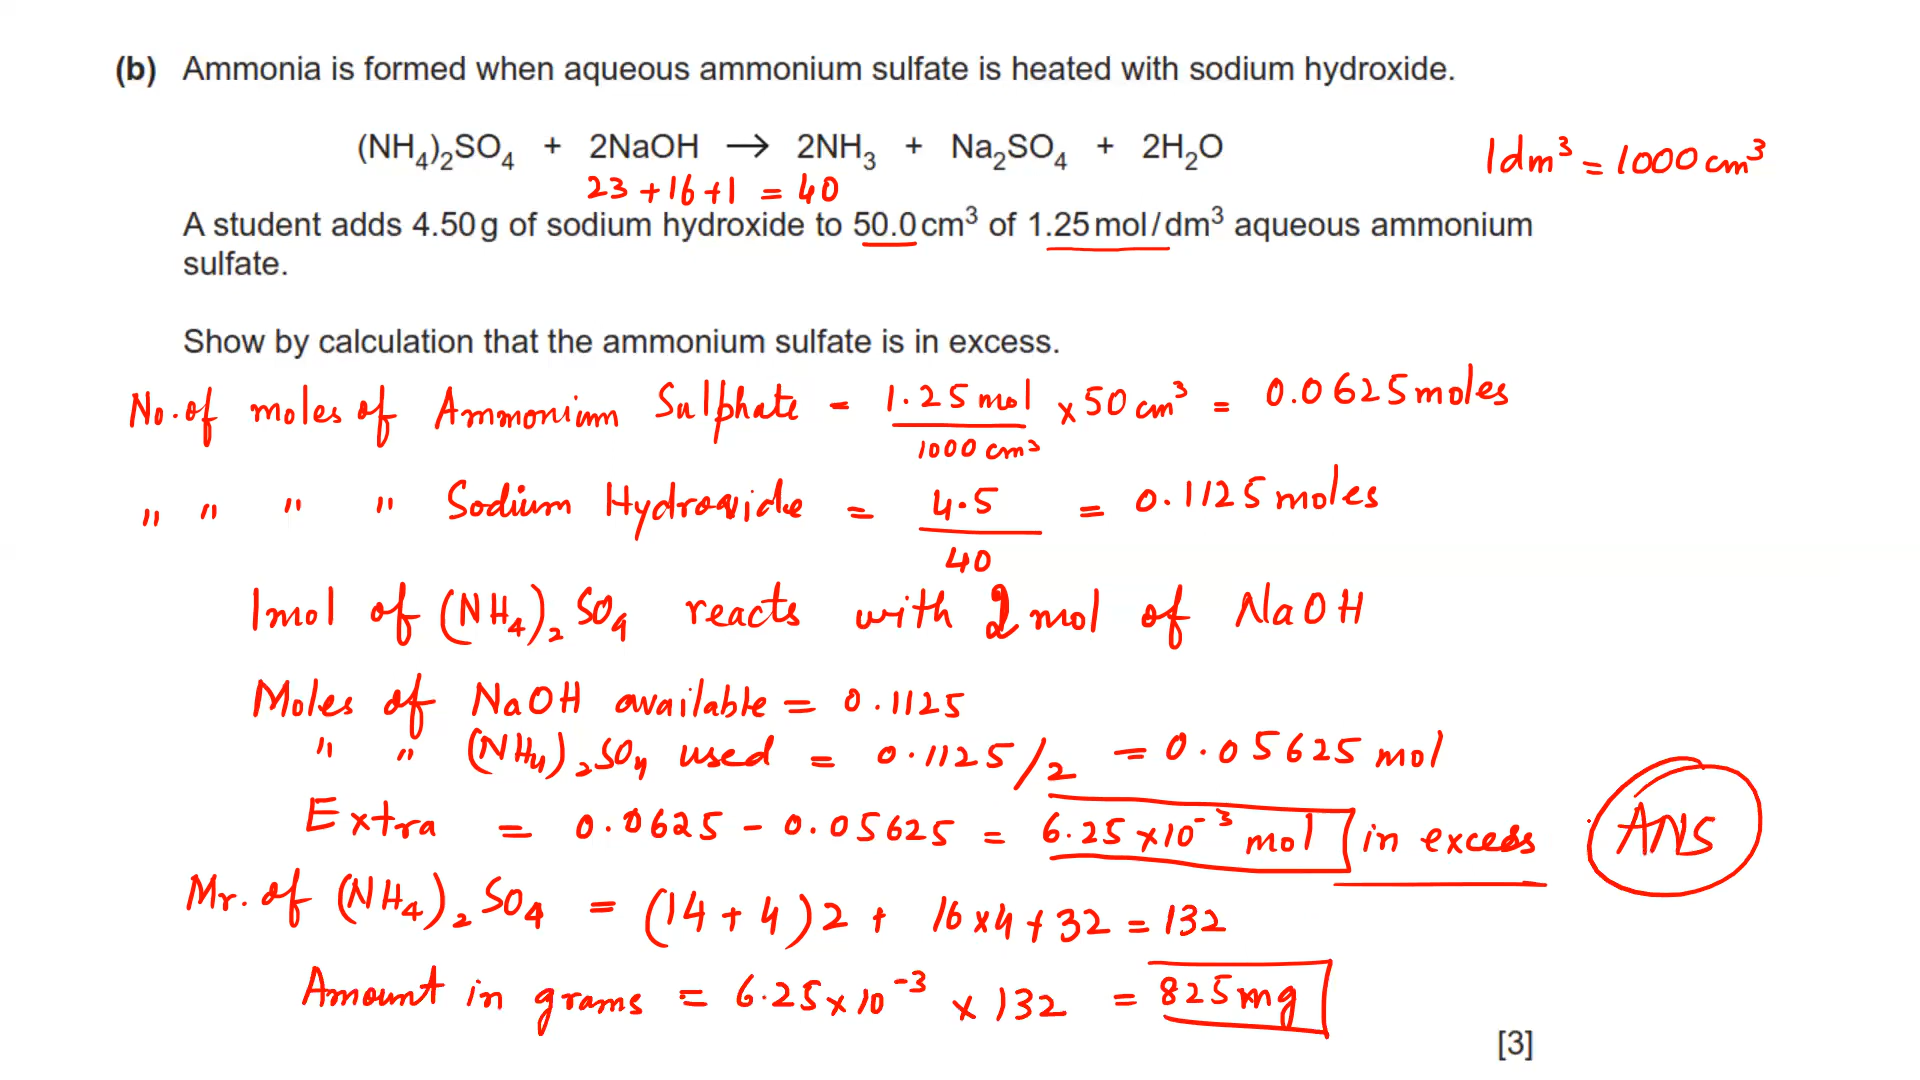 (b) Ammonia is formed when aqueous ammonium sulfate is heated with sodium hydroxide.
(NH₄)₂SO₄ + 2NaOH → 2NH₃ + Na₂SO₄ + 2H₂O
1dm³ = 1000 cm³
23 + 16 + 1 = 40
A student adds 4.50 g of sodium hydroxide to 50.0 cm³ of 1.25 mol/dm³ aqueous ammonium
sulfate.
Show by calculation that the ammonium sulfate is in excess.
No. of moles of Ammonium Sulphate = 1.25 mol / 1000 cm³ × 50 cm³ = 0.0625 moles
" " " " Sodium Hydroxide = 4.5 / 40 = 0.1125 moles
1mol of (NH₄)₂SO₄ reacts with 2 mol of NaOH
Moles of NaOH available = 0.1125
" " (NH₄)₂SO₄ used = 0.1125/2 = 0.05625 mol
Extra = 0.0625 - 0.05625 = 6.25 × 10⁻³ mol in excess
ANS
Mr. of (NH₄)₂SO₄ = (14 + 4)2 + 16 × 4 + 32 = 132
Amount in grams = 6.25 × 10⁻³ × 132 = 825 mg
[3]